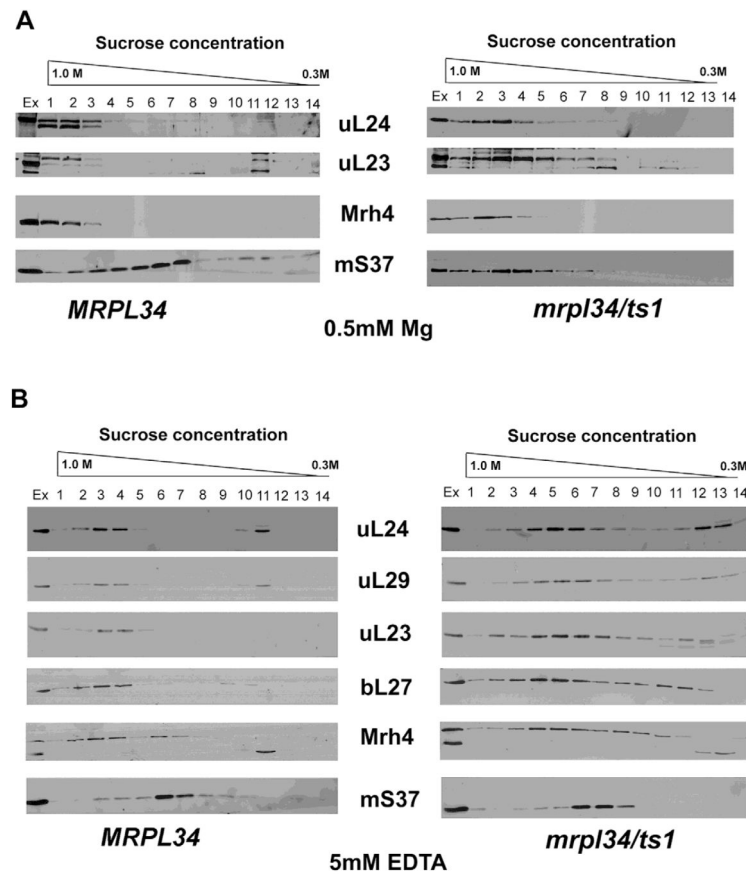 A
Sucrose concentration
1.0 M 0.3M
Ex 1 2 3 4 5 6 7 8 9 10 11 12 13 14
Sucrose concentration
1.0 M 0.3M
Ex 1 2 3 4 5 6 7 8 9 10 11 12 13 14
uL24
uL23
Mrh4
mS37
MRPL34
mrpl34/ts1
0.5mM Mg
B
Sucrose concentration
1.0 M 0.3M
Ex 1 2 3 4 5 6 7 8 9 10 11 12 13 14
Sucrose concentration
1.0 M 0.3M
Ex 1 2 3 4 5 6 7 8 9 10 11 12 13 14
uL24
uL29
uL23
bL27
Mrh4
mS37
MRPL34
mrpl34/ts1
5mM EDTA